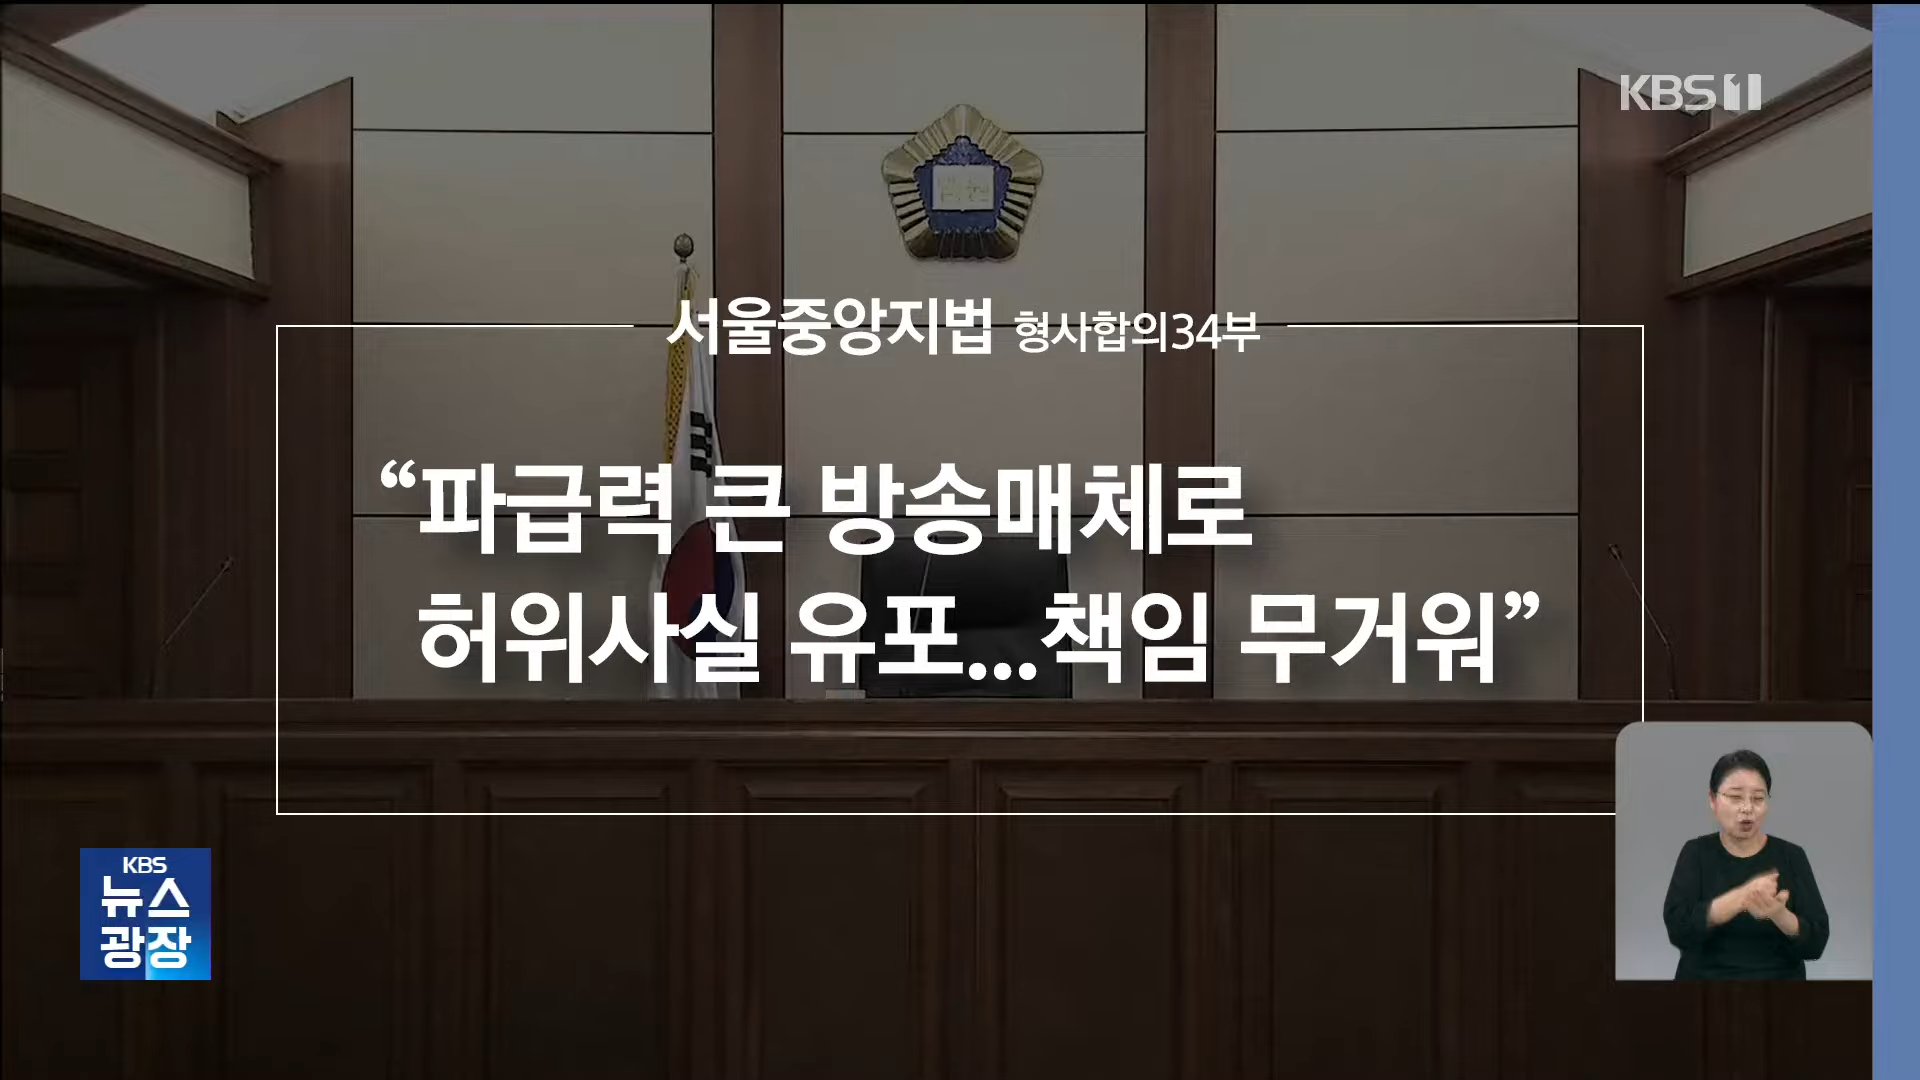 KBS 1
서울중앙지법 형사합의34부
“파급력 큰 방송매체로
허위사실 유포...책임 무거워”
KBS
뉴스
광장